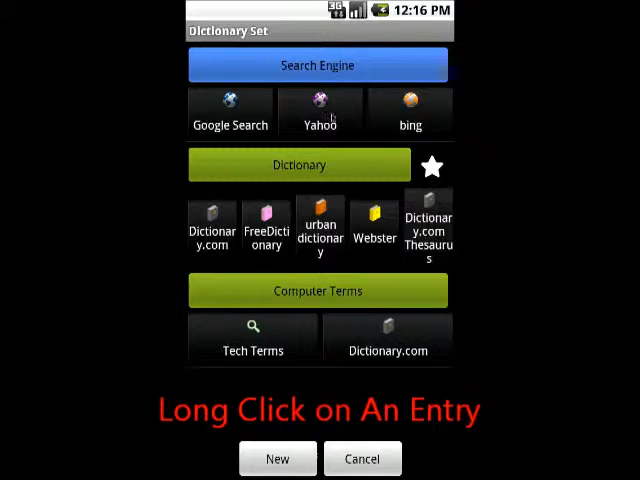 3G 12:16 PM
Dictionary Set
Search Engine
Google Search Yahoo bing
Dictionary
Dictionar
y.com
FreeDicti
onary
urban
dictionar
y
Webster
Dictionar
y.com
Thesauru
s
Computer Terms
Tech Terms Dictionary.com
Long Click on An Entry
New Cancel